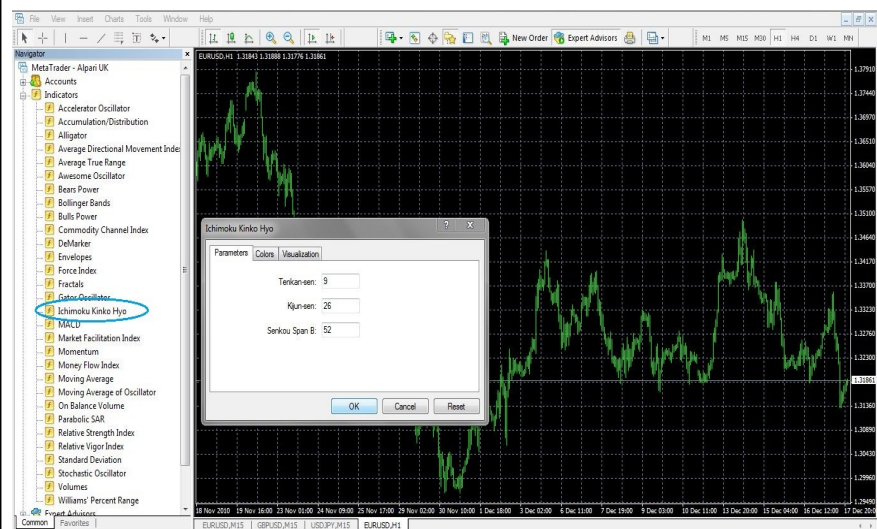 File View Insert Charts Tools Window Help
New Order Expert Advisors M1 M5 M15 M30 H1 H4 D1 W1 MN
Navigator
MetaTrader - Alpari UK
Accounts
Indicators
Accelerator Oscillator
Accumulation/Distribution
Alligator
Average Directional Movement Index
Average True Range
Awesome Oscillator
Bears Power
Bollinger Bands
Bulls Power
Commodity Channel Index
DeMarker
Envelopes
Force Index
Fractals
Gator Oscillator
Ichimoku Kinko Hyo
MACD
Market Facilitation Index
Momentum
Money Flow Index
Moving Average
Moving Average of Oscillator
On Balance Volume
Parabolic SAR
Relative Strength Index
Relative Vigor Index
Standard Deviation
Stochastic Oscillator
Volumes
Williams' Percent Range
Expert Advisors
Common Favorites
EURUSD,H1 1.31843 1.31888 1.31776 1.31861
Ichimoku Kinko Hyo
Parameters Colors Visualization
Tenkan-sen: 9
Kijun-sen: 26
Senkou Span B: 52
OK Cancel Reset
1.37910
1.37440
1.36970
1.36510
1.36040
1.35570
1.35100
1.34640
1.34170
1.33700
1.33230
1.32760
1.32300
1.31861
1.31360
1.30890
1.30430
1.29960
1.29490
18 Nov 2010 19 Nov 16:00 23 Nov 01:00 24 Nov 09:00 25 Nov 17:00 29 Nov 02:00 30 Nov 10:00 1 Dec 18:00 3 Dec 02:00 6 Dec 11:00 7 Dec 19:00 9 Dec 03:00 10 Dec 11:00 13 Dec 20:00 15 Dec 04:00 16 Dec 12:00 17 Dec 20:0
EURUSD,M15 GBPUSD,M15 USDJPY,M15 EURUSD,H1